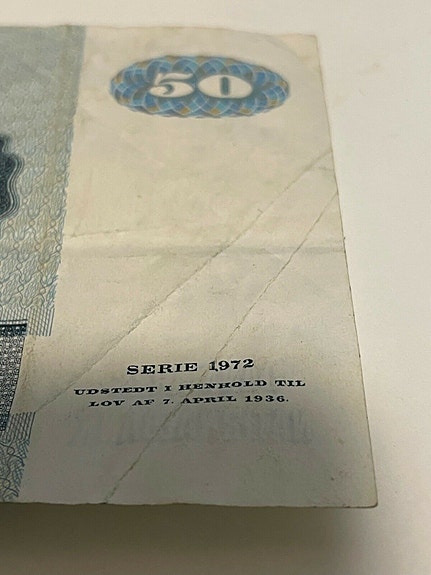 50
SERIE 1972
UDSTEDT I HENHOLD TIL
LOV AF 7. APRIL 1936.